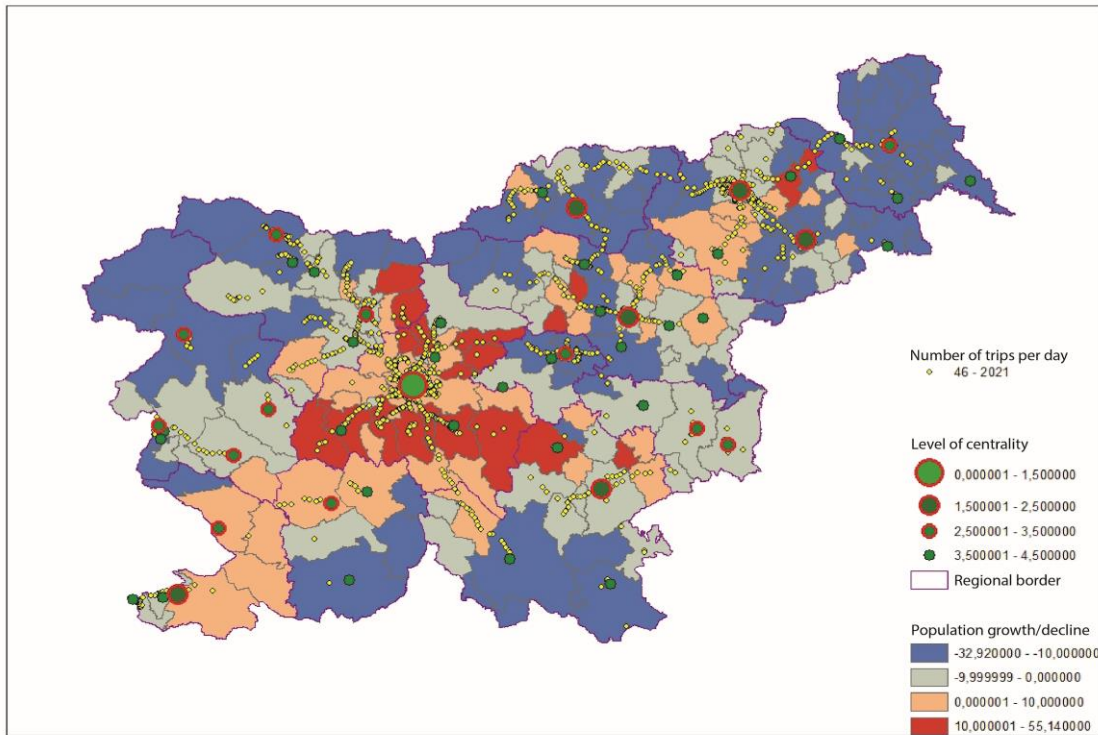 Number of trips per day
46 - 2021
Level of centrality
0,000001 - 1,500000
1,500001 - 2,500000
2,500001 - 3,500000
3,500001 - 4,500000
Regional border
Population growth/decline
-32,920000 - -10,000000
-9,999999 - 0,000000
0,000001 - 10,000000
10,000001 - 55,140000